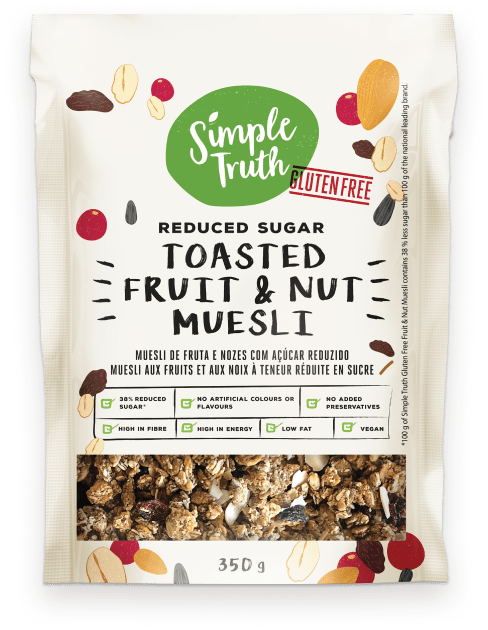 Simple
Truth
GLUTEN FREE
REDUCED SUGAR
TOASTED
FRUIT & NUT
MUESLI
MUESLI DE FRUTA E NOZES COM AÇÚCAR REDUZIDO
MUESLI AUX FRUITS ET AUX NOIX À TENEUR RÉDUITE EN SUCRE
38% REDUCED
SUGAR*
NO ARTIFICIAL COLOURS OR
FLAVOURS
NO ADDED
PRESERVATIVES
HIGH IN FIBRE
HIGH IN ENERGY
LOW FAT
VEGAN
350 g
*100 g of Simple Truth Gluten Free Fruit & Nut Muesli contains 38 % less sugar than 100 g of the national leading brand.